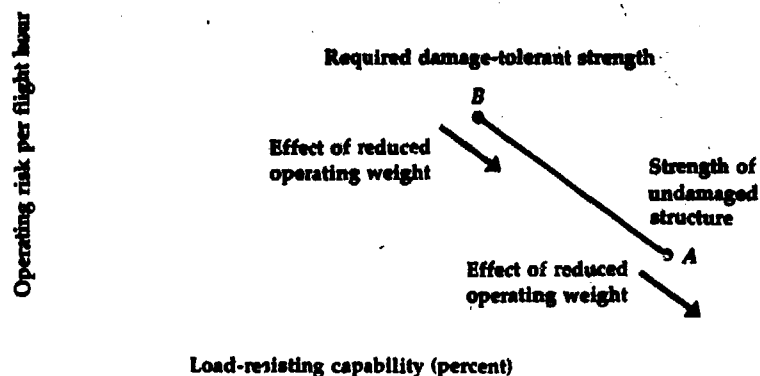 Operating risk per flight hour
Required damage-tolerant strength
B
Effect of reduced
operating weight
Strength of
undamaged
structure
A
Effect of reduced
operating weight
Load-resisting capability (percent)